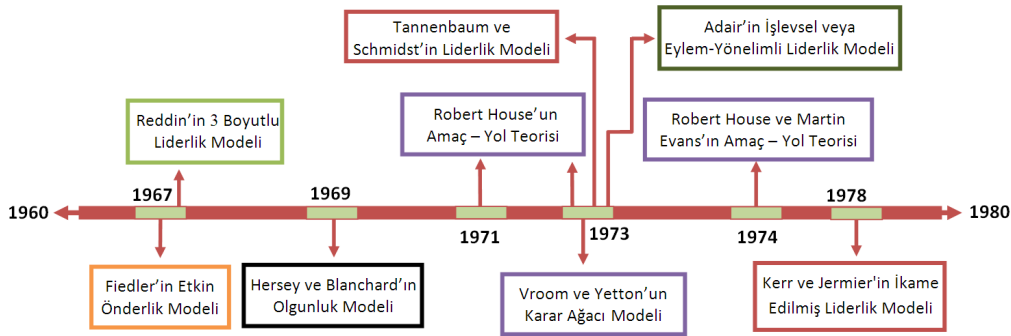 Tannenbaum ve
Schmidst’in Liderlik Modeli
Adair’in İşlevsel veya
Eylem-Yönelimli Liderlik Modeli
Reddin’in 3 Boyutlu
Liderlik Modeli
Robert House’un
Amaç – Yol Teorisi
Robert House ve Martin
Evans’ın Amaç – Yol Teorisi
1967
1969
1978
1960
1980
1971
1973
1974
Fiedler’in Etkin
Önderlik Modeli
Hersey ve Blanchard’ın
Olgunluk Modeli
Vroom ve Yetton’un
Karar Ağacı Modeli
Kerr ve Jermier'in İkame
Edilmiş Liderlik Modeli